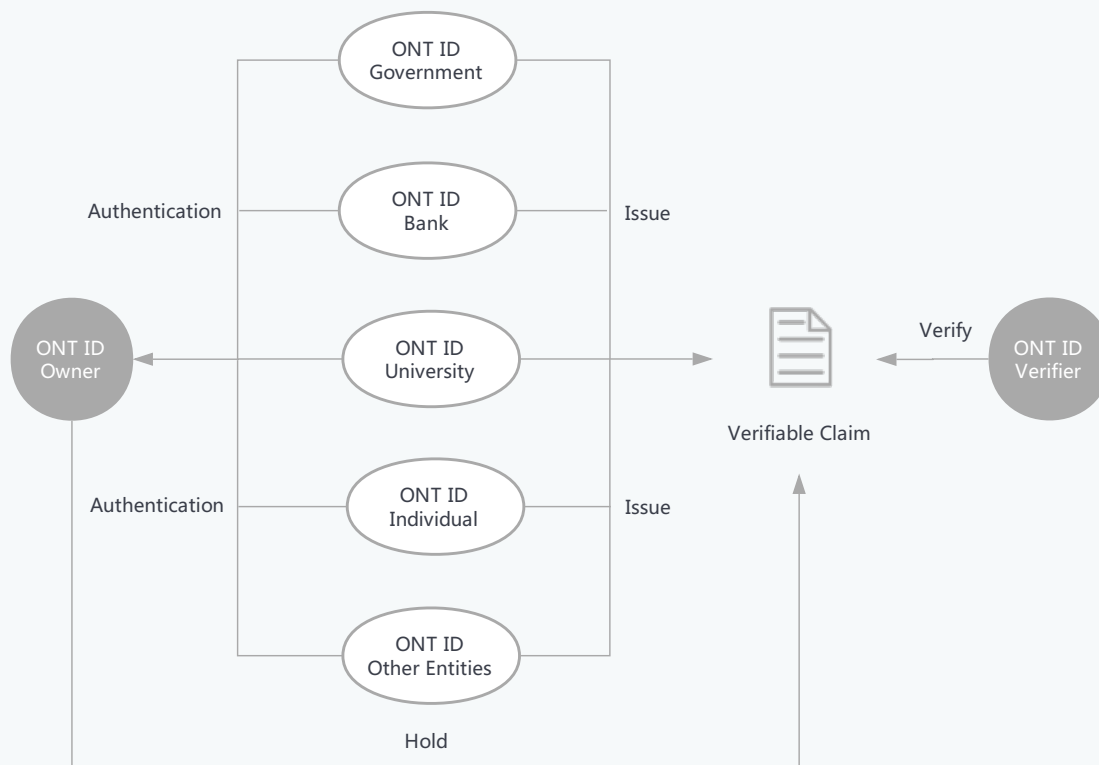 ONT ID
Government
Authentication
ONT ID
Bank
Issue
ONT ID
Owner
ONT ID
University
Verify
ONT ID
Verifier
Verifiable Claim
Authentication
ONT ID
Individual
Issue
ONT ID
Other Entities
Hold